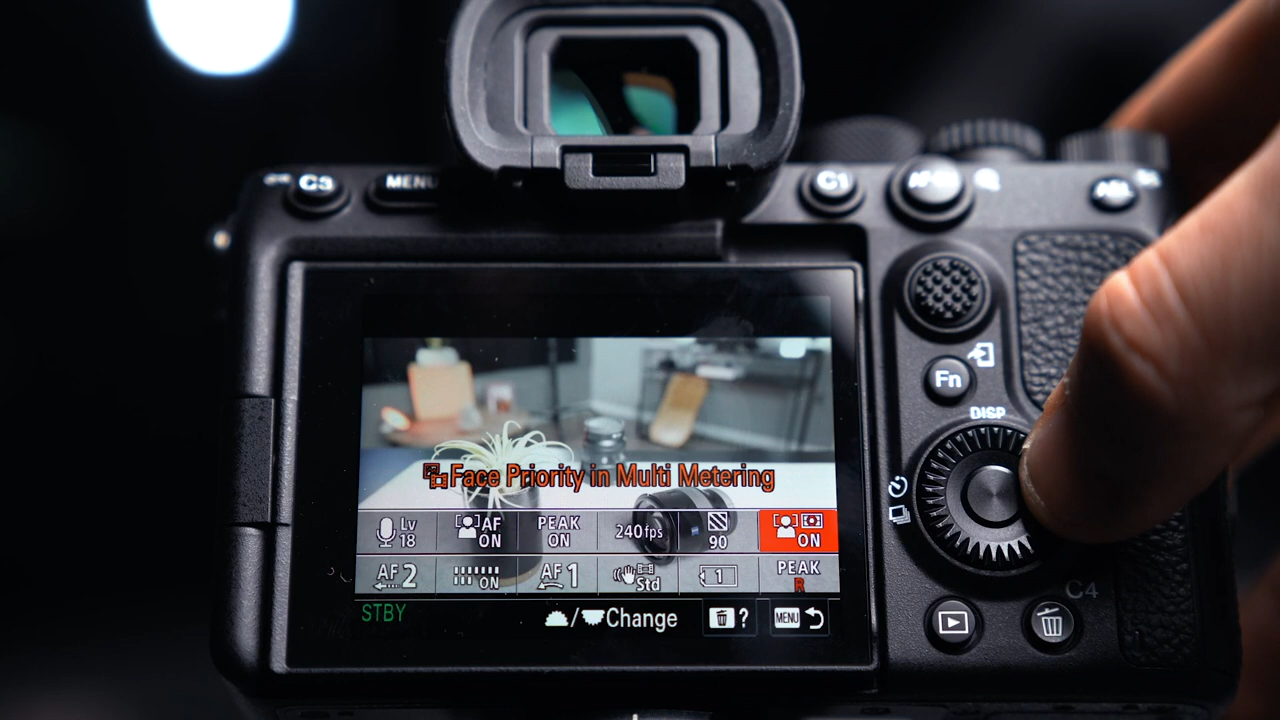 C3
MENU
C1
AF-ON
AEL
Fn
DISP
Face Priority in Multi Metering
Lv 18
AF ON
PEAK ON
240fps
90
ON
AF 2
ON
AF 1
Std
1
PEAK R
STBY
/ Change
?
MENU
C4